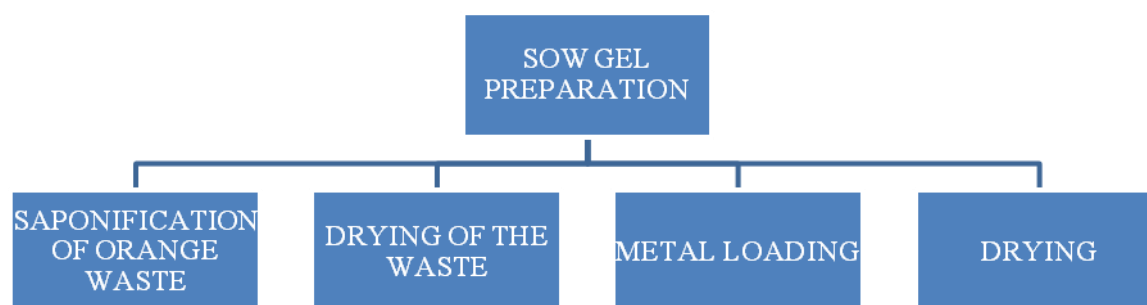 SOW GEL
PREPARATION
SAPONIFICATION
OF ORANGE
WASTE
DRYING OF THE
WASTE
METAL LOADING
DRYING